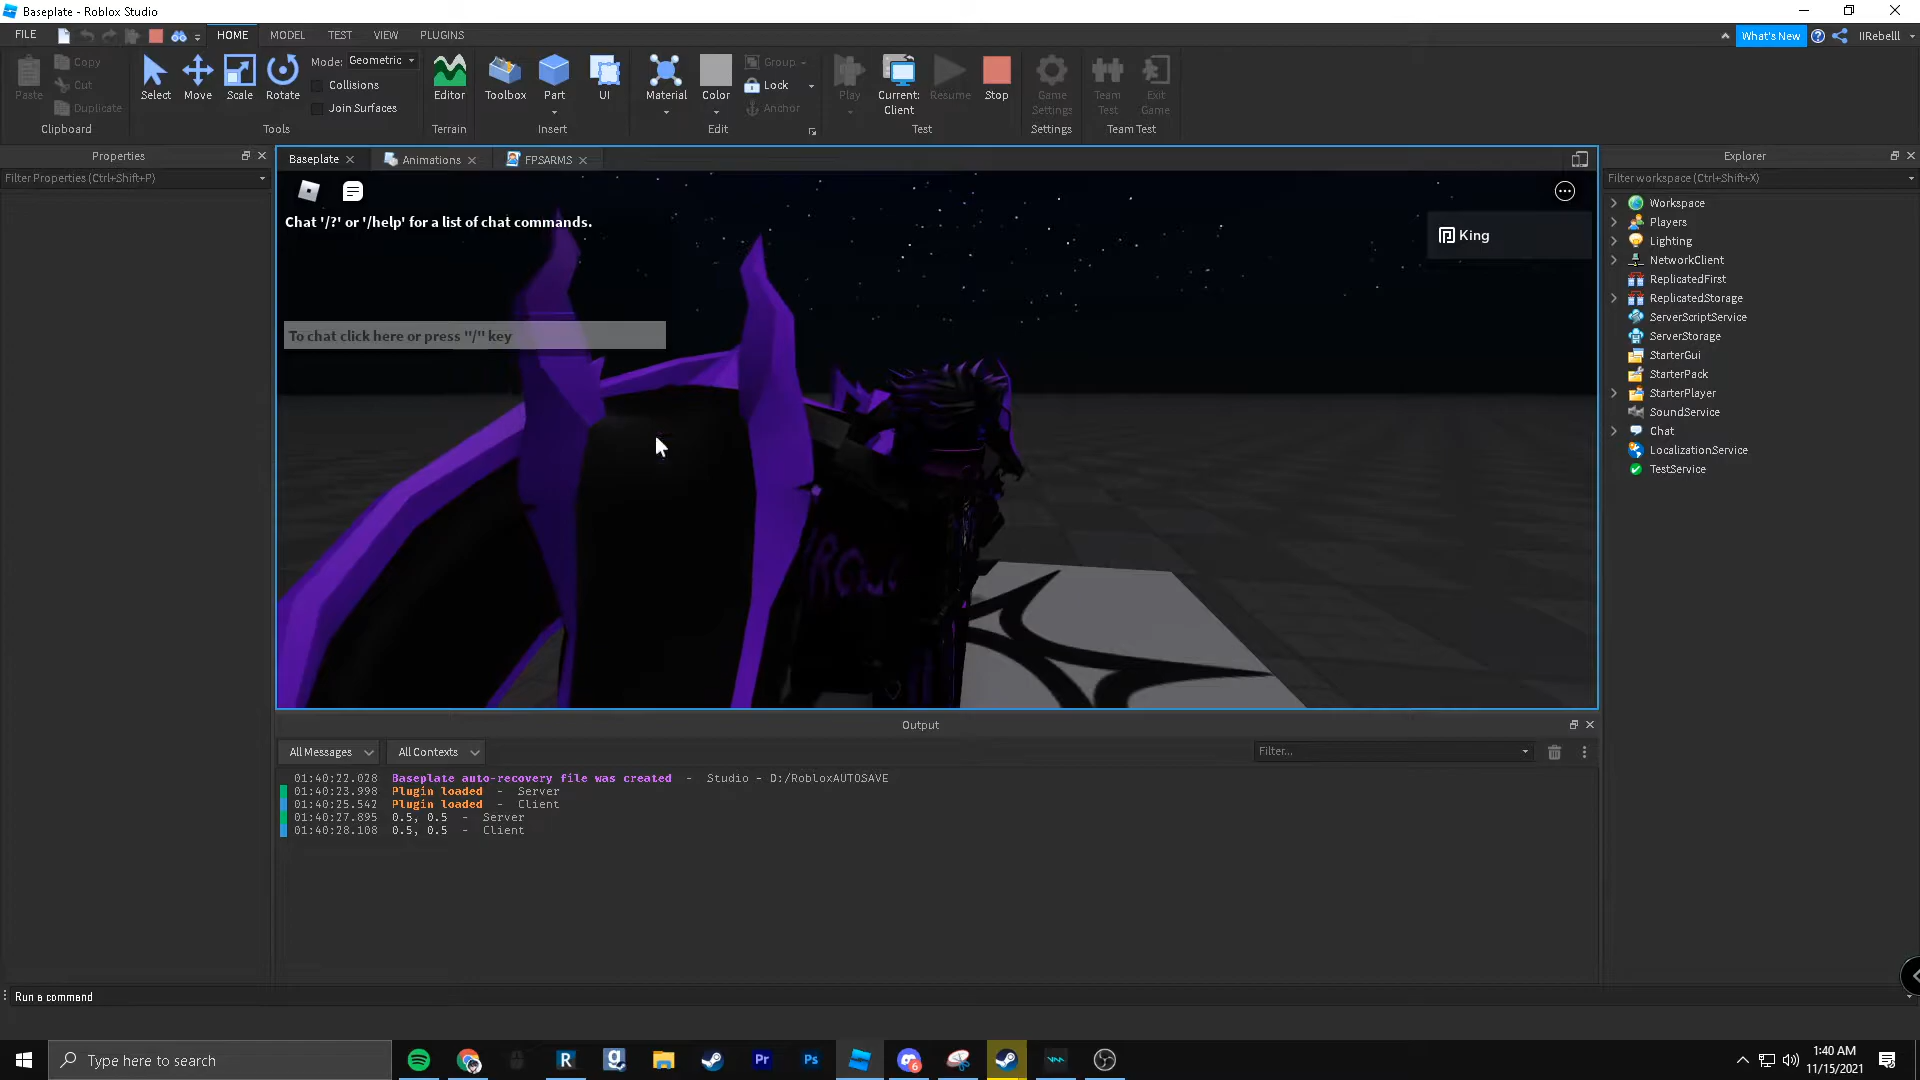 Baseplate - Roblox Studio
FILE HOME MODEL TEST VIEW PLUGINS
What's New IIRebelll
Paste Copy Cut Duplicate Clipboard
Select Move Scale Rotate
Mode: Geometric
Collisions
Join Surfaces
Tools
Editor
Terrain
Toolbox Part UI
Insert
Material Color Group Lock Anchor
Edit
Play Current: Client Resume Stop
Test
Game Settings
Settings
Team Test Exit Game
Team Test
Properties
Filter Properties (Ctrl+Shift+P)
Baseplate Animations FPSARMS
Chat '/?' or '/help' for a list of chat commands.
King
To chat click here or press "/" key
Explorer
Filter workspace (Ctrl+Shift+X)
Workspace
Players
Lighting
NetworkClient
ReplicatedFirst
ReplicatedStorage
ServerScriptService
ServerStorage
StarterGui
StarterPack
StarterPlayer
SoundService
Chat
LocalizationService
TestService
Output
All Messages All Contexts Filter...
01:40:22.028 Baseplate auto-recovery file was created - Studio - D:/RobloxAUTOSAVE
01:40:23.998 Plugin loaded - Server
01:40:25.542 Plugin loaded - Client
01:40:27.895 0.5, 0.5 - Server
01:40:28.108 0.5, 0.5 - Client
Run a command
Type here to search
R g Pr Ps 6
1:40 AM
11/15/2021